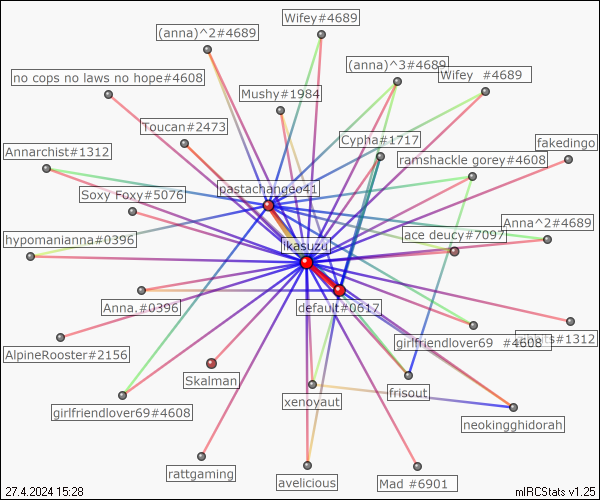 Wifey#4689
(anna)^2#4689
(anna)^3#4689
Wifey  #4689
no cops no laws no hope#4608
Mushy#1984
Toucan#2473
Cypha#1717
fakedingo
Annarchist#1312
ramshackle gorey#4608
Soxy Foxy#5076
pastachangeo41
Anna^2#4689
ace deucy#7097
hypomanianna#0396
ikasuzu
Anna.#0396
default#0617
#1312
girlfriendlover69  #4608
AlpineRooster#2156
Skalman
frisout
xenoyaut
girlfriendlover69#4608
neokingghidorah
rattgaming
avelicious
Mad #6901
27.4.2024 15:28
mIRCStats v1.25